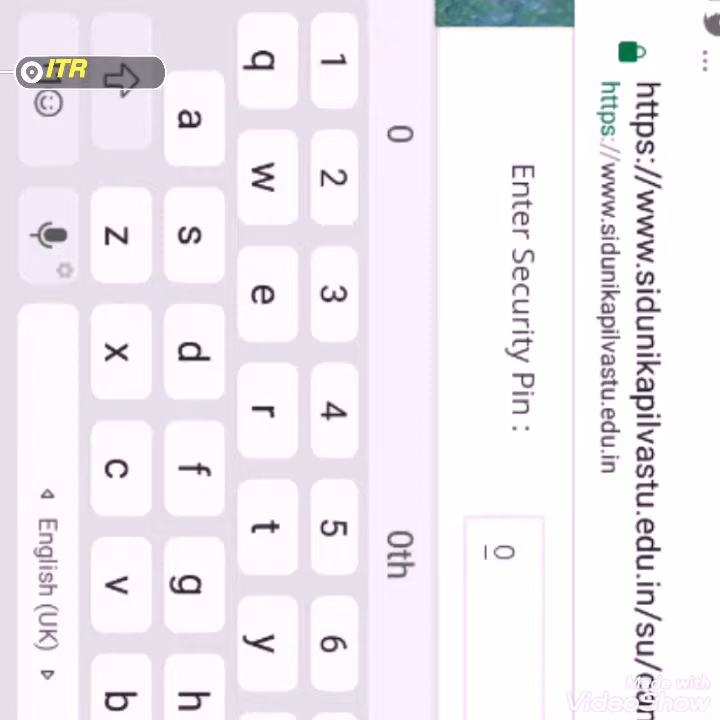 https://www.sidunikapilvastu.edu.in/su/
https://www.sidunikapilvastu.edu.in
Enter Security Pin :
0
0
0th
1 2 3 4 5 6
q w e r t y
a s d f g h
z x c v b
English (UK)
ITR
Made with
VideoShow